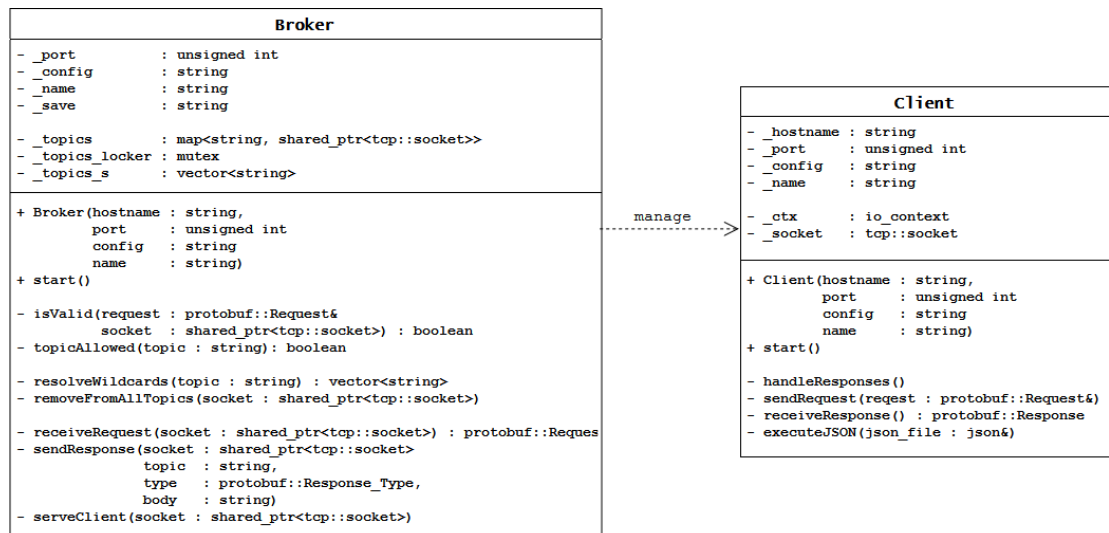 Broker
- _port : unsigned int
- _config : string
- _name : string
- _save : string
- _topics : map<string, shared_ptr<tcp::socket>>
- _topics_locker : mutex
- _topics_s : vector<string>
+ Broker(hostname : string,
port : unsigned int
config : string
name : string)
+ start()
- isValid(request : protobuf::Request&
socket : shared_ptr<tcp::socket>) : boolean
- topicAllowed(topic : string): boolean
- resolveWildcards(topic : string) : vector<string>
- removeFromAllTopics(socket : shared_ptr<tcp::socket>)
- receiveRequest(socket : shared_ptr<tcp::socket>) : protobuf::Reques
- sendResponse(socket : shared_ptr<tcp::socket>
topic : string,
type : protobuf::Response_Type,
body : string)
- serveClient(socket : shared_ptr<tcp::socket>)
manage
Client
- _hostname : string
- _port : unsigned int
- _config : string
- _name : string
- _ctx : io_context
- _socket : tcp::socket
+ Client(hostname : string,
port : unsigned int
config : string
name : string)
+ start()
- handleResponses()
- sendRequest(reqest : protobuf::Request&)
- receiveResponse() : protobuf::Response
- executeJSON(json_file : json&)